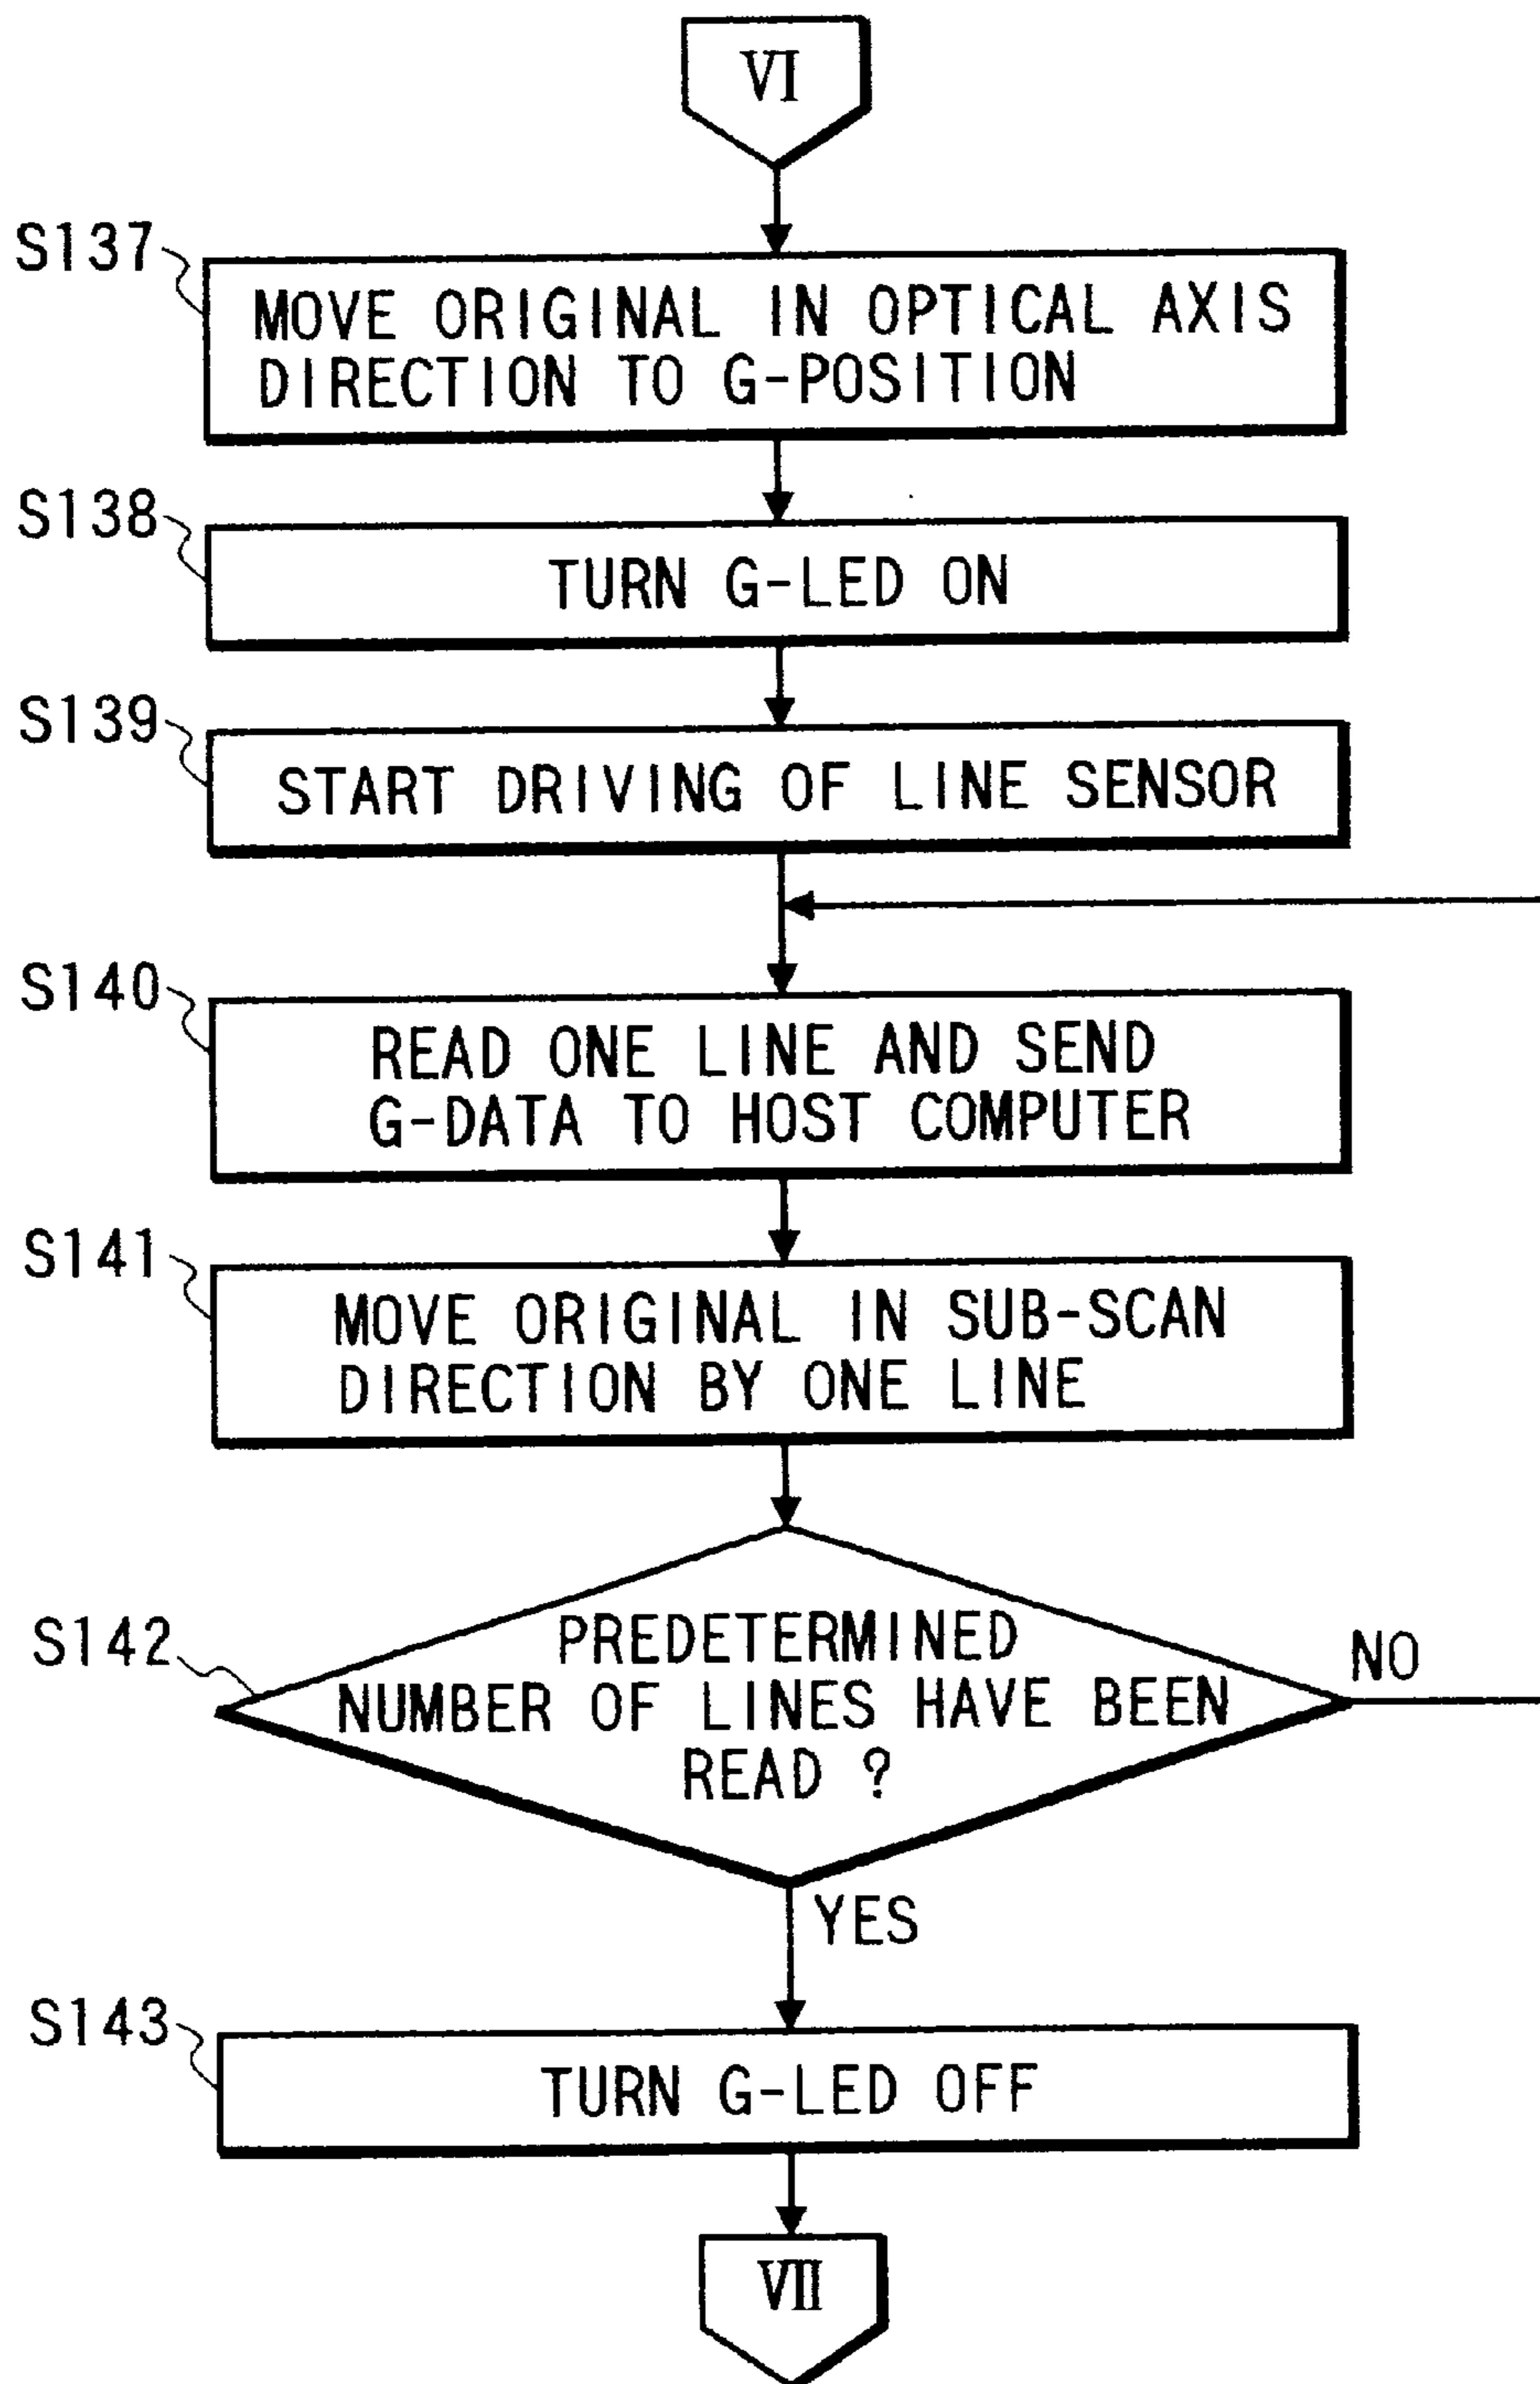 VI
S137
MOVE ORIGINAL IN OPTICAL AXIS
DIRECTION TO G-POSITION
S138
TURN G-LED ON
S139
START DRIVING OF LINE SENSOR
S140
READ ONE LINE AND SEND
G-DATA TO HOST COMPUTER
S141
MOVE ORIGINAL IN SUB-SCAN
DIRECTION BY ONE LINE
S142
PREDETERMINED
NUMBER OF LINES HAVE BEEN
READ ?
NO
YES
S143
TURN G-LED OFF
VII